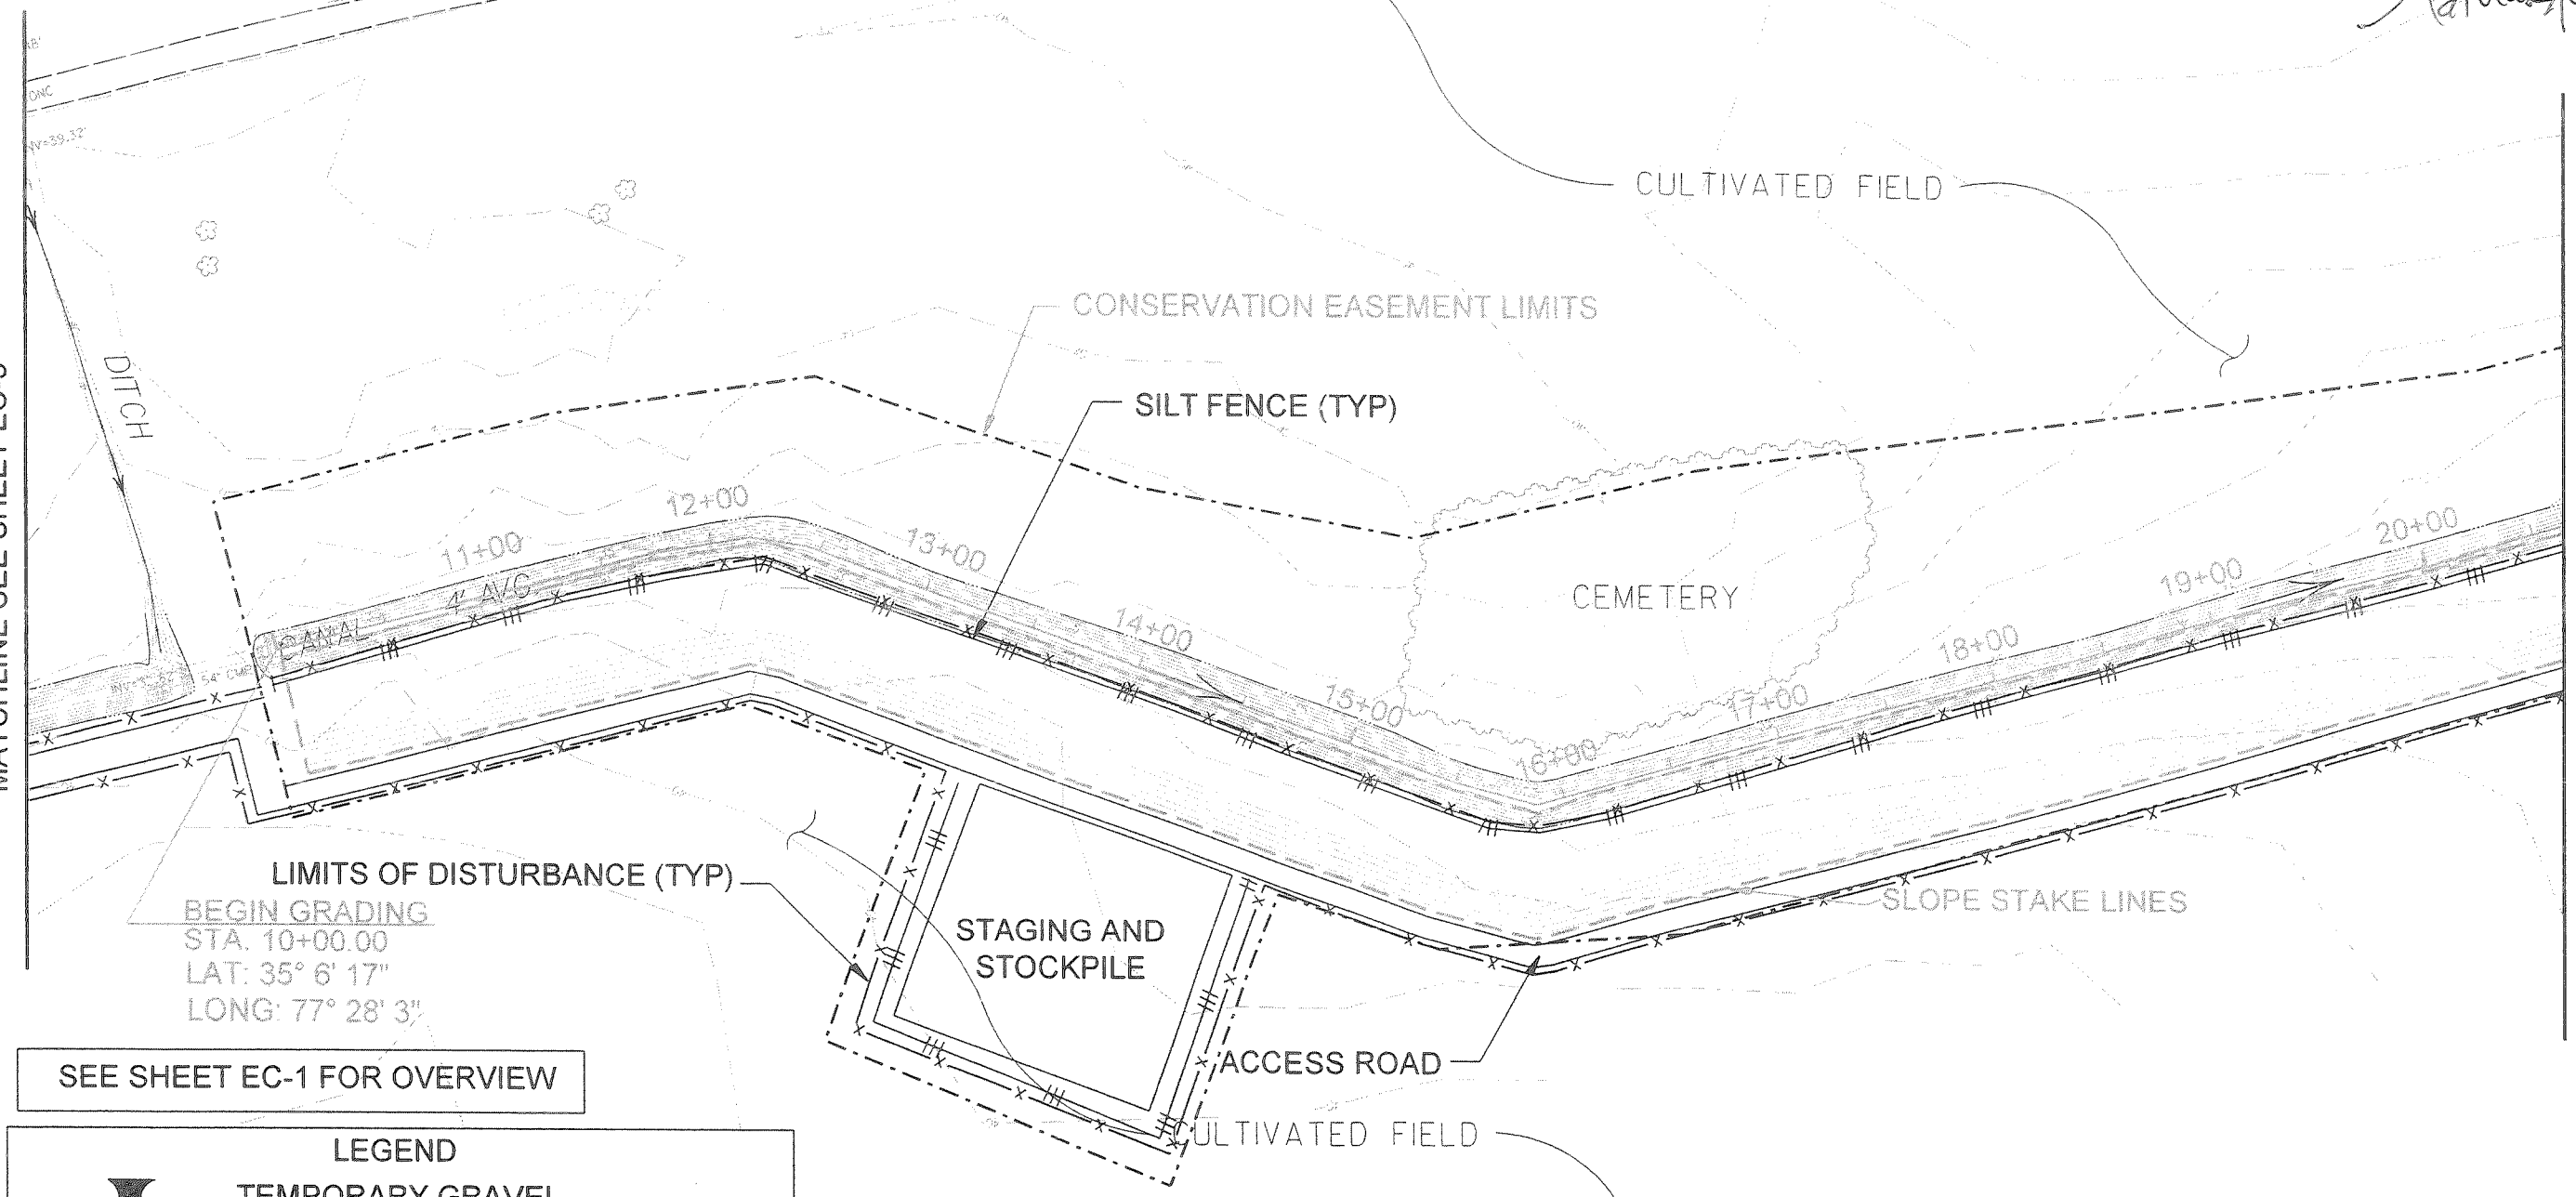 CULTIVATED FIELD
CONSERVATION EASEMENT LIMITS
SILT FENCE (TYP)
DITCH
12+00
11+00
13+00
20+00
4' AVG.
19+00
CEMETERY
CANAL
14+00
18+00
15+00
17+00
16+00
LIMITS OF DISTURBANCE (TYP)
BEGIN GRADING
STA. 10+00.00
LAT: 35° 6' 17"
LONG: 77° 28' 3"
STAGING AND
STOCKPILE
SLOPE STAKE LINES
ACCESS ROAD
SEE SHEET EC-1 FOR OVERVIEW
CULTIVATED FIELD
LEGEND
TEMPORARY GRAVEL